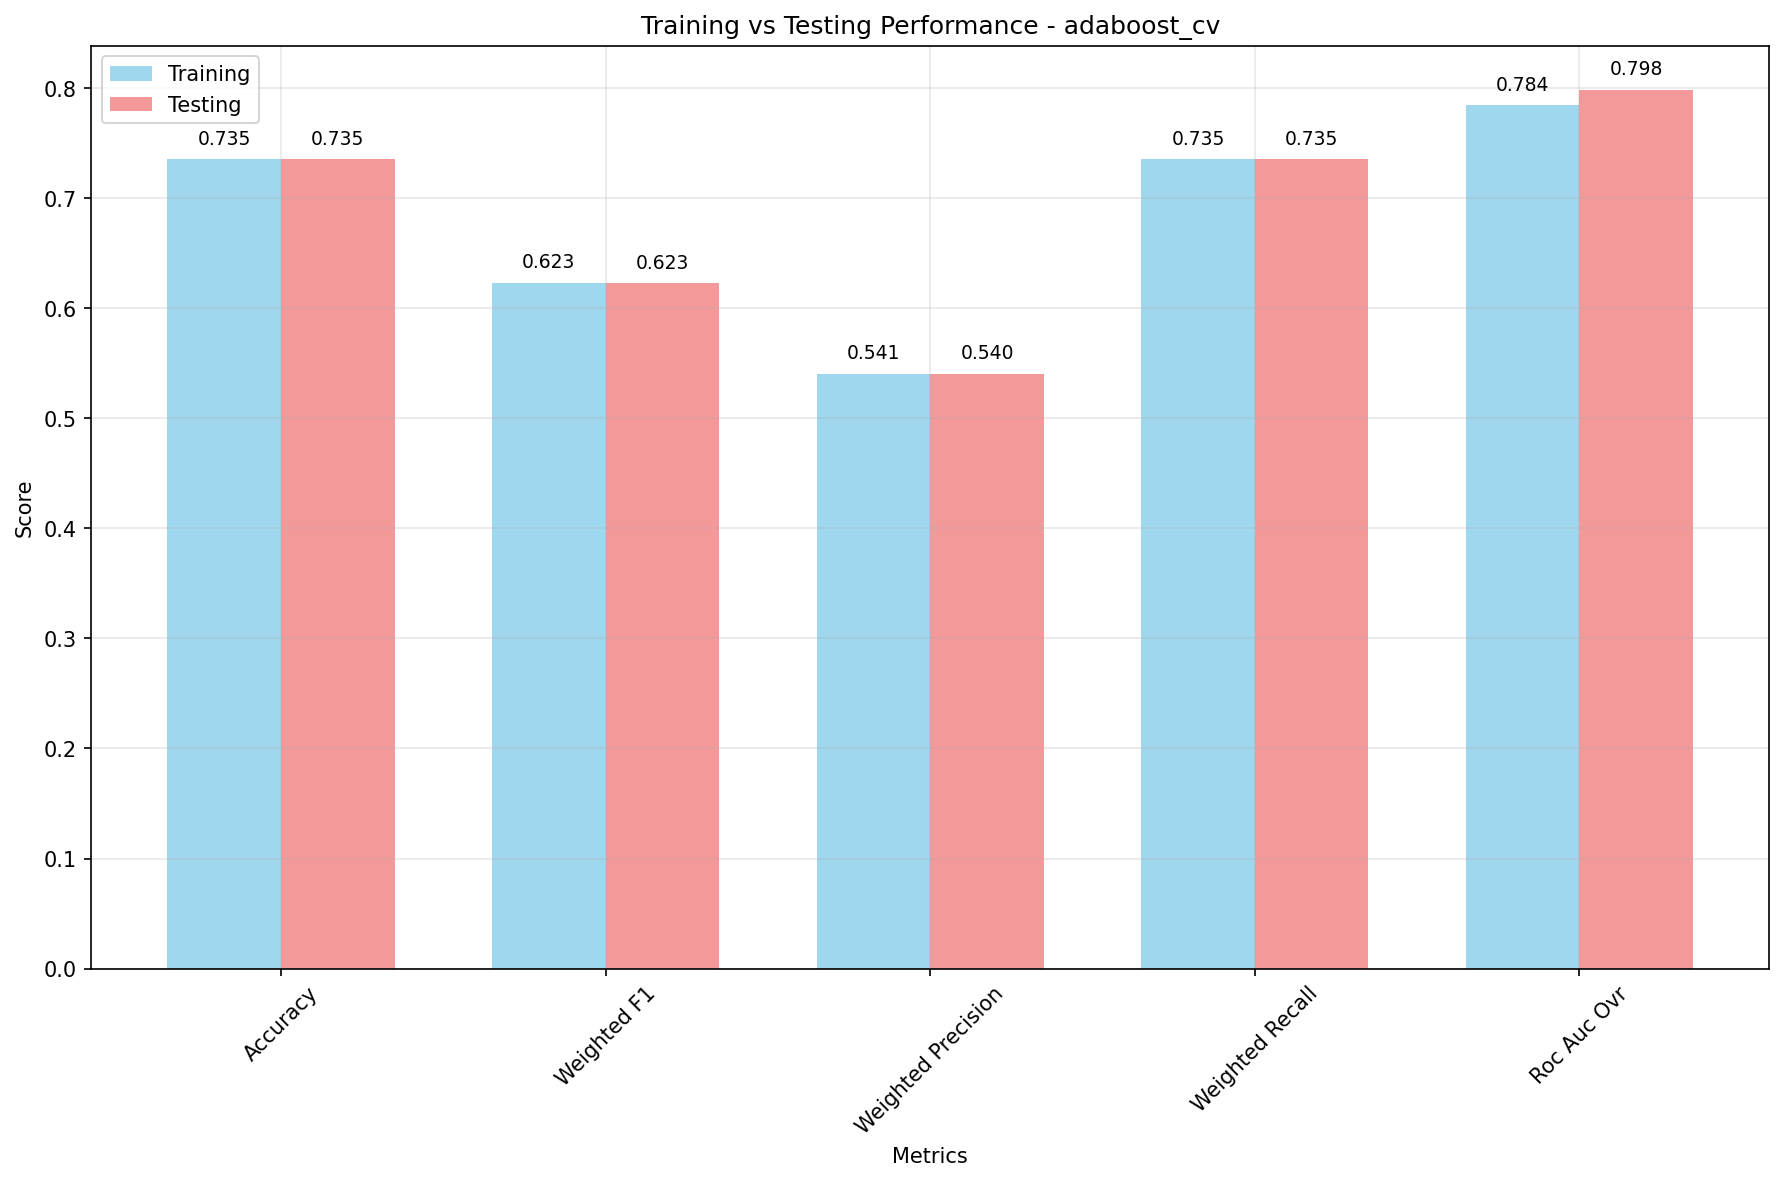 Training vs Testing Performance - adaboost_cv
Training
Testing
0.735
0.735
0.623
0.623
0.541
0.540
0.735
0.735
0.784
0.798
Score
0.8
0.7
0.6
0.5
0.4
0.3
0.2
0.1
0.0
Accuracy
Weighted F1
Weighted Precision
Weighted Recall
Roc Auc Ovr
Metrics